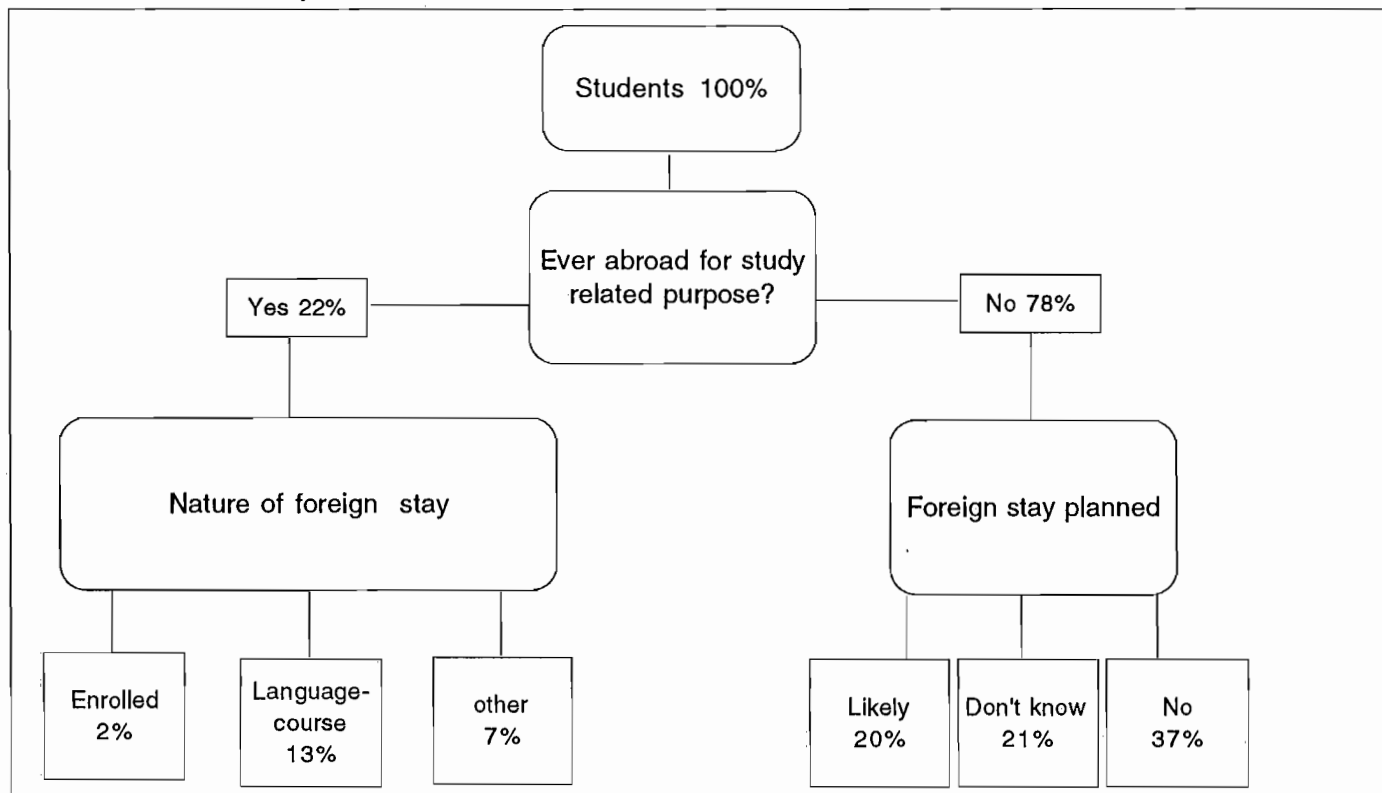 Students 100%
Ever abroad for study
related purpose?
Yes 22%
No 78%
Nature of foreign stay
Foreign stay planned
Enrolled
2%
Language-
course
13%
other
7%
Likely
20%
Don't know
21%
No
37%